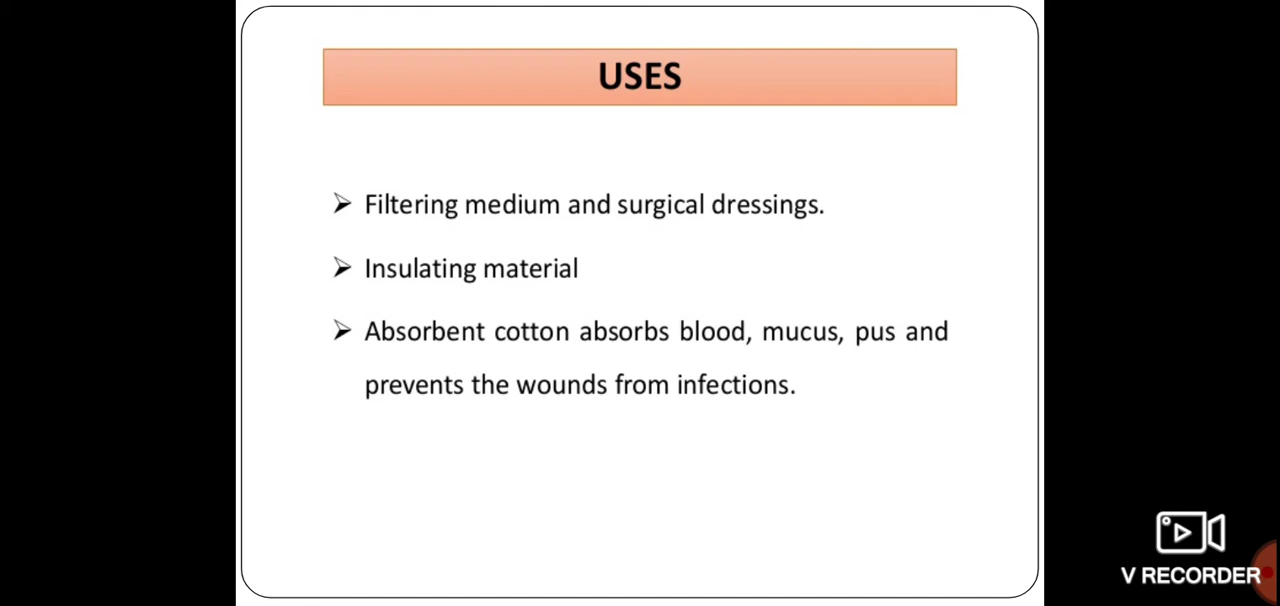 USES
➢ Filtering medium and surgical dressings.
➢ Insulating material
➢ Absorbent cotton absorbs blood, mucus, pus and
prevents the wounds from infections.
V RECORDER